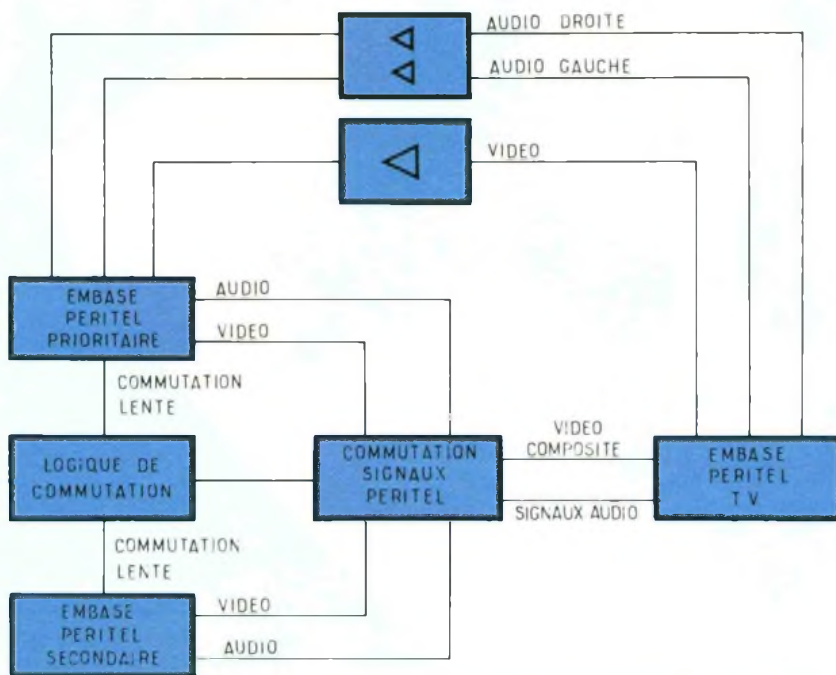 AUDIO DROITE
AUDIO GAUCHE
VIDEO
EMBASE
PERITEL
PRIORITAIRE
AUDIO
VIDEO
COMMUTATION
LENTE
LOGIQUE DE
COMMUTATION
COMMUTATION
SIGNAUX
PERITEL
VIDEO
COMPOSITE
SIGNAUX AUDIO
EMBASE
PERITEL
TV
COMMUTATION
LENTE
EMBASE
PERITEL
SECONDAIRE
VIDEO
AUDIO